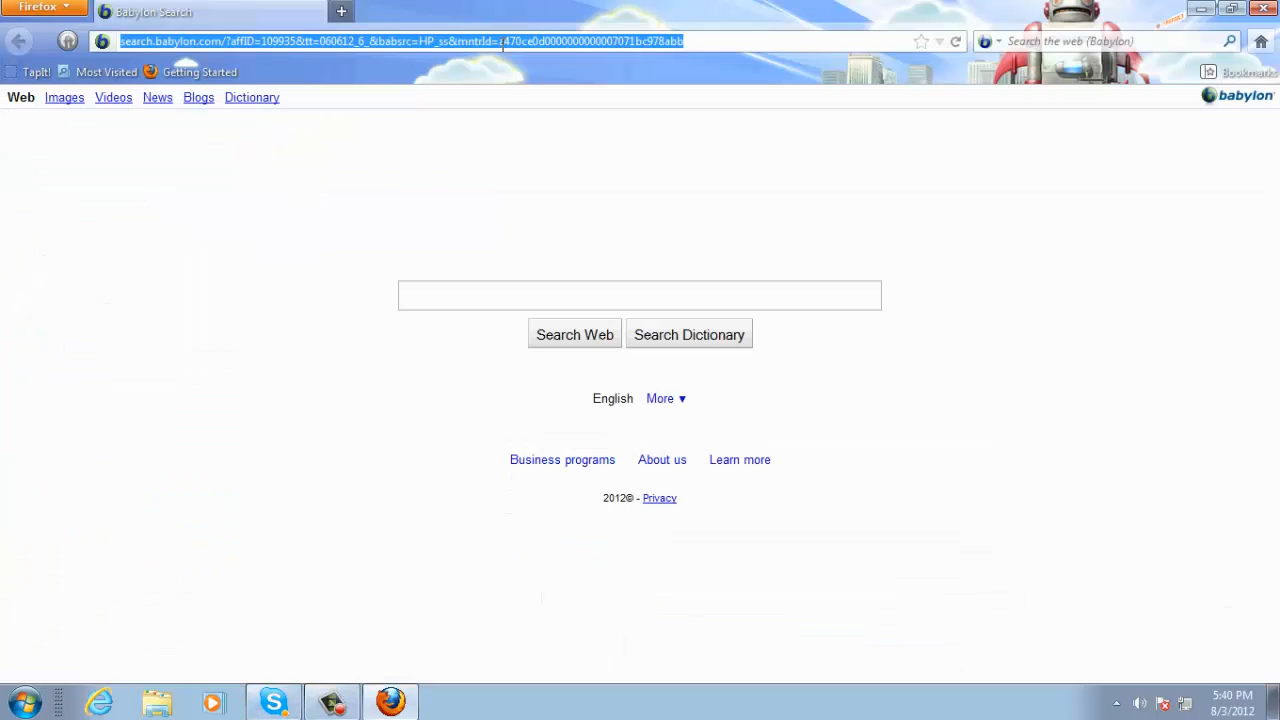 Firefox
Babylon Search
search.babylon.com/?affID=109935&tt=060612_6_&babsrc=HP_ss&mntrId=a470ce0d0000000000007071bc978abb
Search the web (Babylon)
TapIt! Most Visited Getting Started
Bookmarks
Web Images Videos News Blogs Dictionary
babylon
Search Web Search Dictionary
English More ▼
Business programs About us Learn more
2012© - Privacy
5:40 PM
8/3/2012